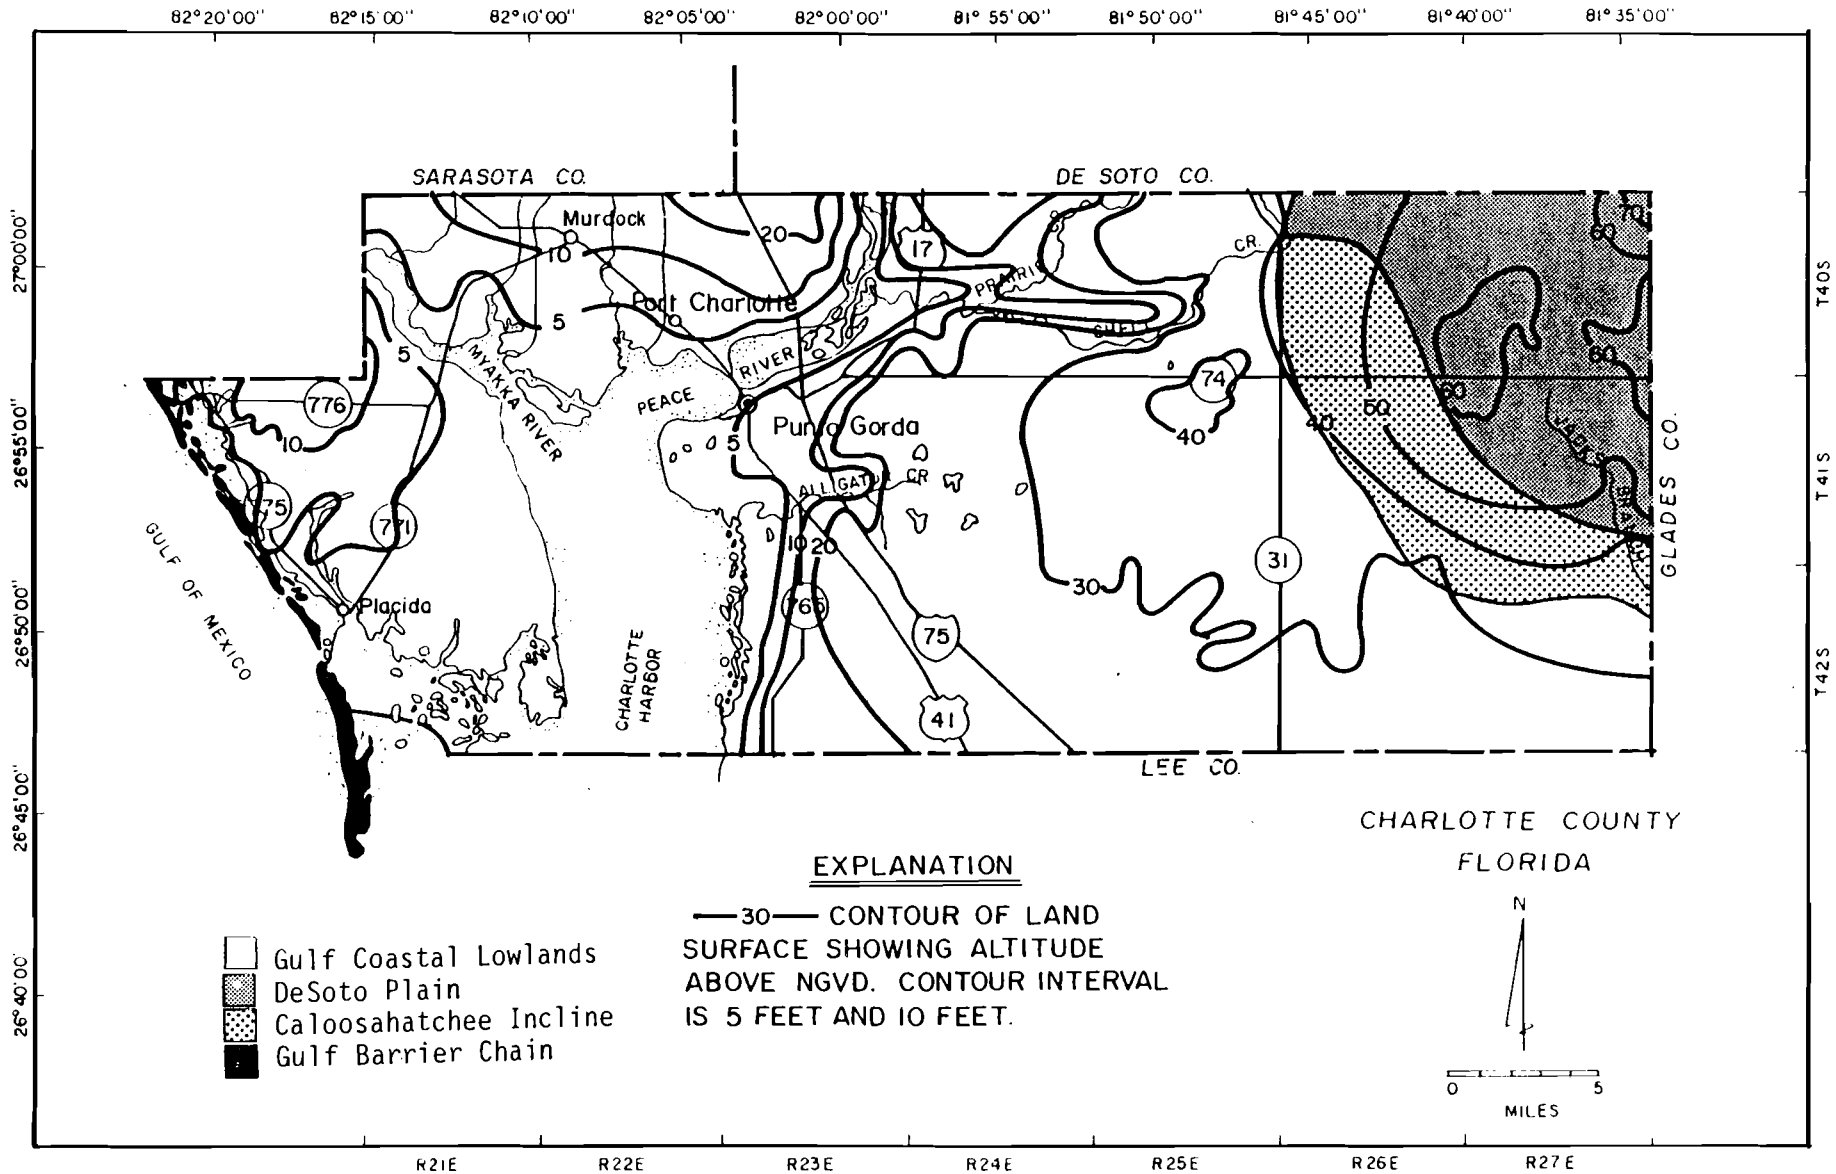 82°20'00" 82°15'00" 82°10'00" 82°05'00" 82°00'00" 81°55'00" 81°50'00" 81°45'00" 81°40'00" 81°35'00"
SARASOTA CO.
DE SOTO CO.
Murdock
20
17
70
60
CR.
27°00'00"
T40S
10
PRAIRIE
Port Charlotte
5
SHELL
5
RIVER
60
MYAKKA RIVER
PEACE
74
776
60
50
10
5
Punta Gorda
40
40
26°55'00"
GLADES CO.
JACKS
BRANCH
T41S
ALLIGATOR CR
75
771
GULF OF MEXICO
10 20
31
30
Placida
765
75
26°50'00"
CHARLOTTE
HARBOR
T42S
41
LEE CO.
26°45'00"
CHARLOTTE COUNTY
FLORIDA
EXPLANATION
30 CONTOUR OF LAND
SURFACE SHOWING ALTITUDE
ABOVE NGVD. CONTOUR INTERVAL
IS 5 FEET AND 10 FEET.
Gulf Coastal Lowlands
DeSoto Plain
Caloosahatchee Incline
Gulf Barrier Chain
26°40'00"
N
0 5
MILES
R21E R22E R23E R24E R25E R26E R27E